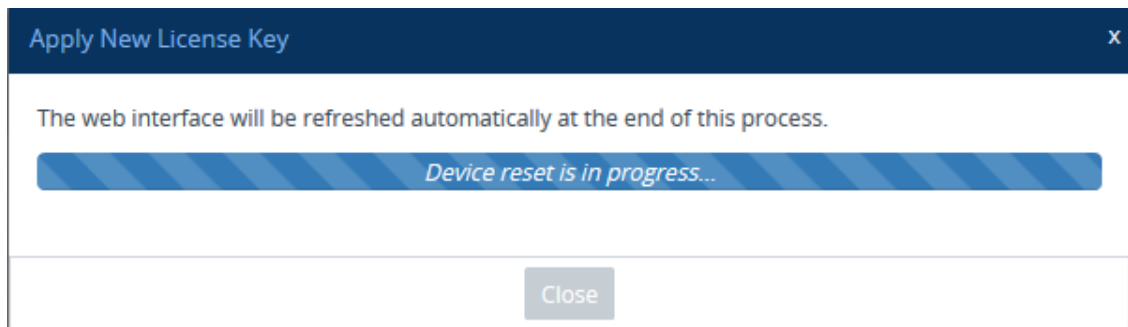 Apply New License Key
x
The web interface will be refreshed automatically at the end of this process.
Device reset is in progress...
Close